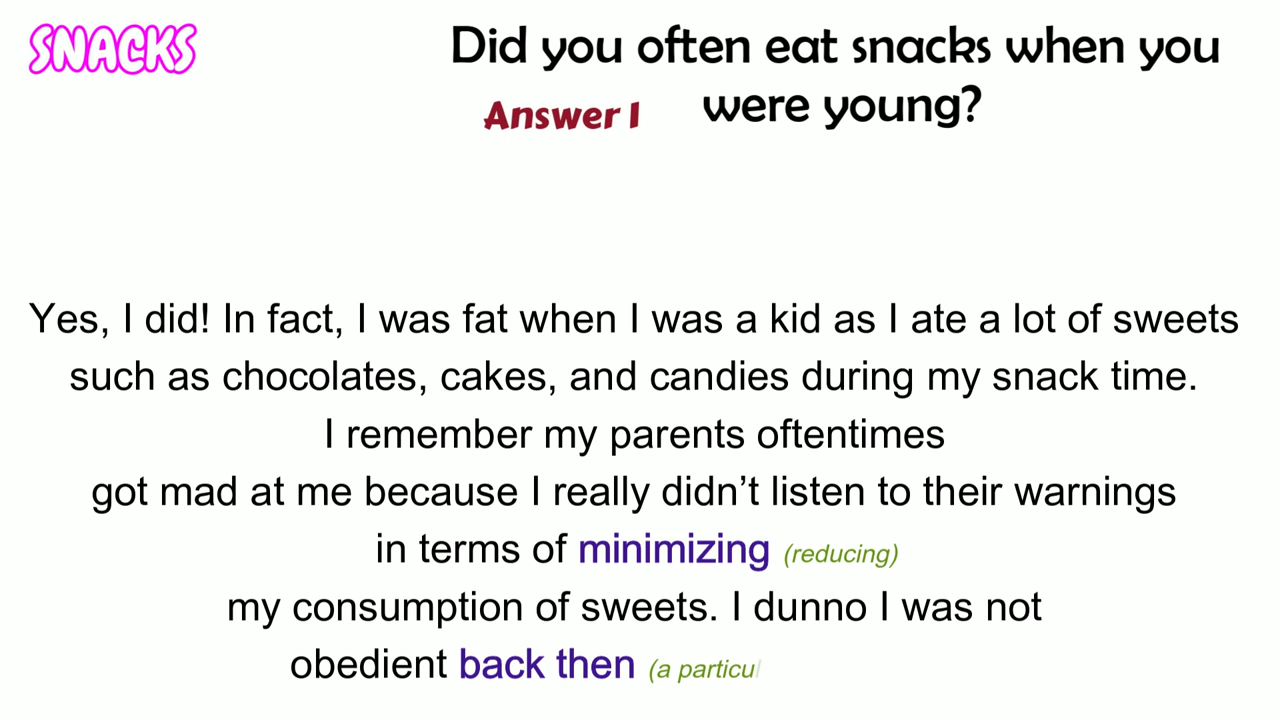 SNACKS
Did you often eat snacks when you
were young?
Answer 1
Yes, I did! In fact, I was fat when I was a kid as I ate a lot of sweets
such as chocolates, cakes, and candies during my snack time.
I remember my parents oftentimes
got mad at me because I really didn’t listen to their warnings
in terms of minimizing (reducing)
my consumption of sweets. I dunno I was not
obedient back then (a particul